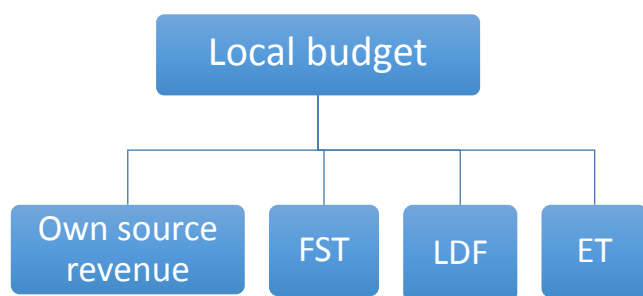 Local budget
Own source
revenue
FST
LDF
ET